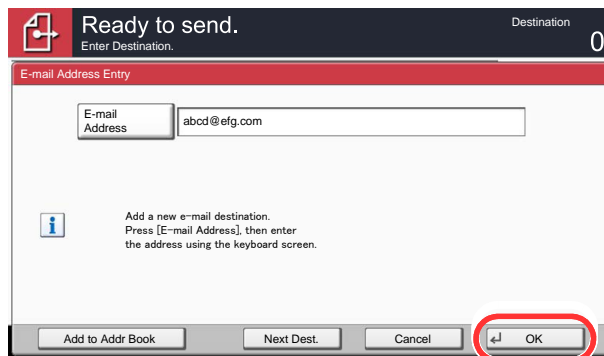 Ready to send.
Destination
Enter Destination.
0
E-mail Address Entry
E-mail
Address
abcd@efg.com
Add a new e-mail destination.
Press [E-mail Address], then enter
the address using the keyboard screen.
Add to Addr Book
Next Dest.
Cancel
OK